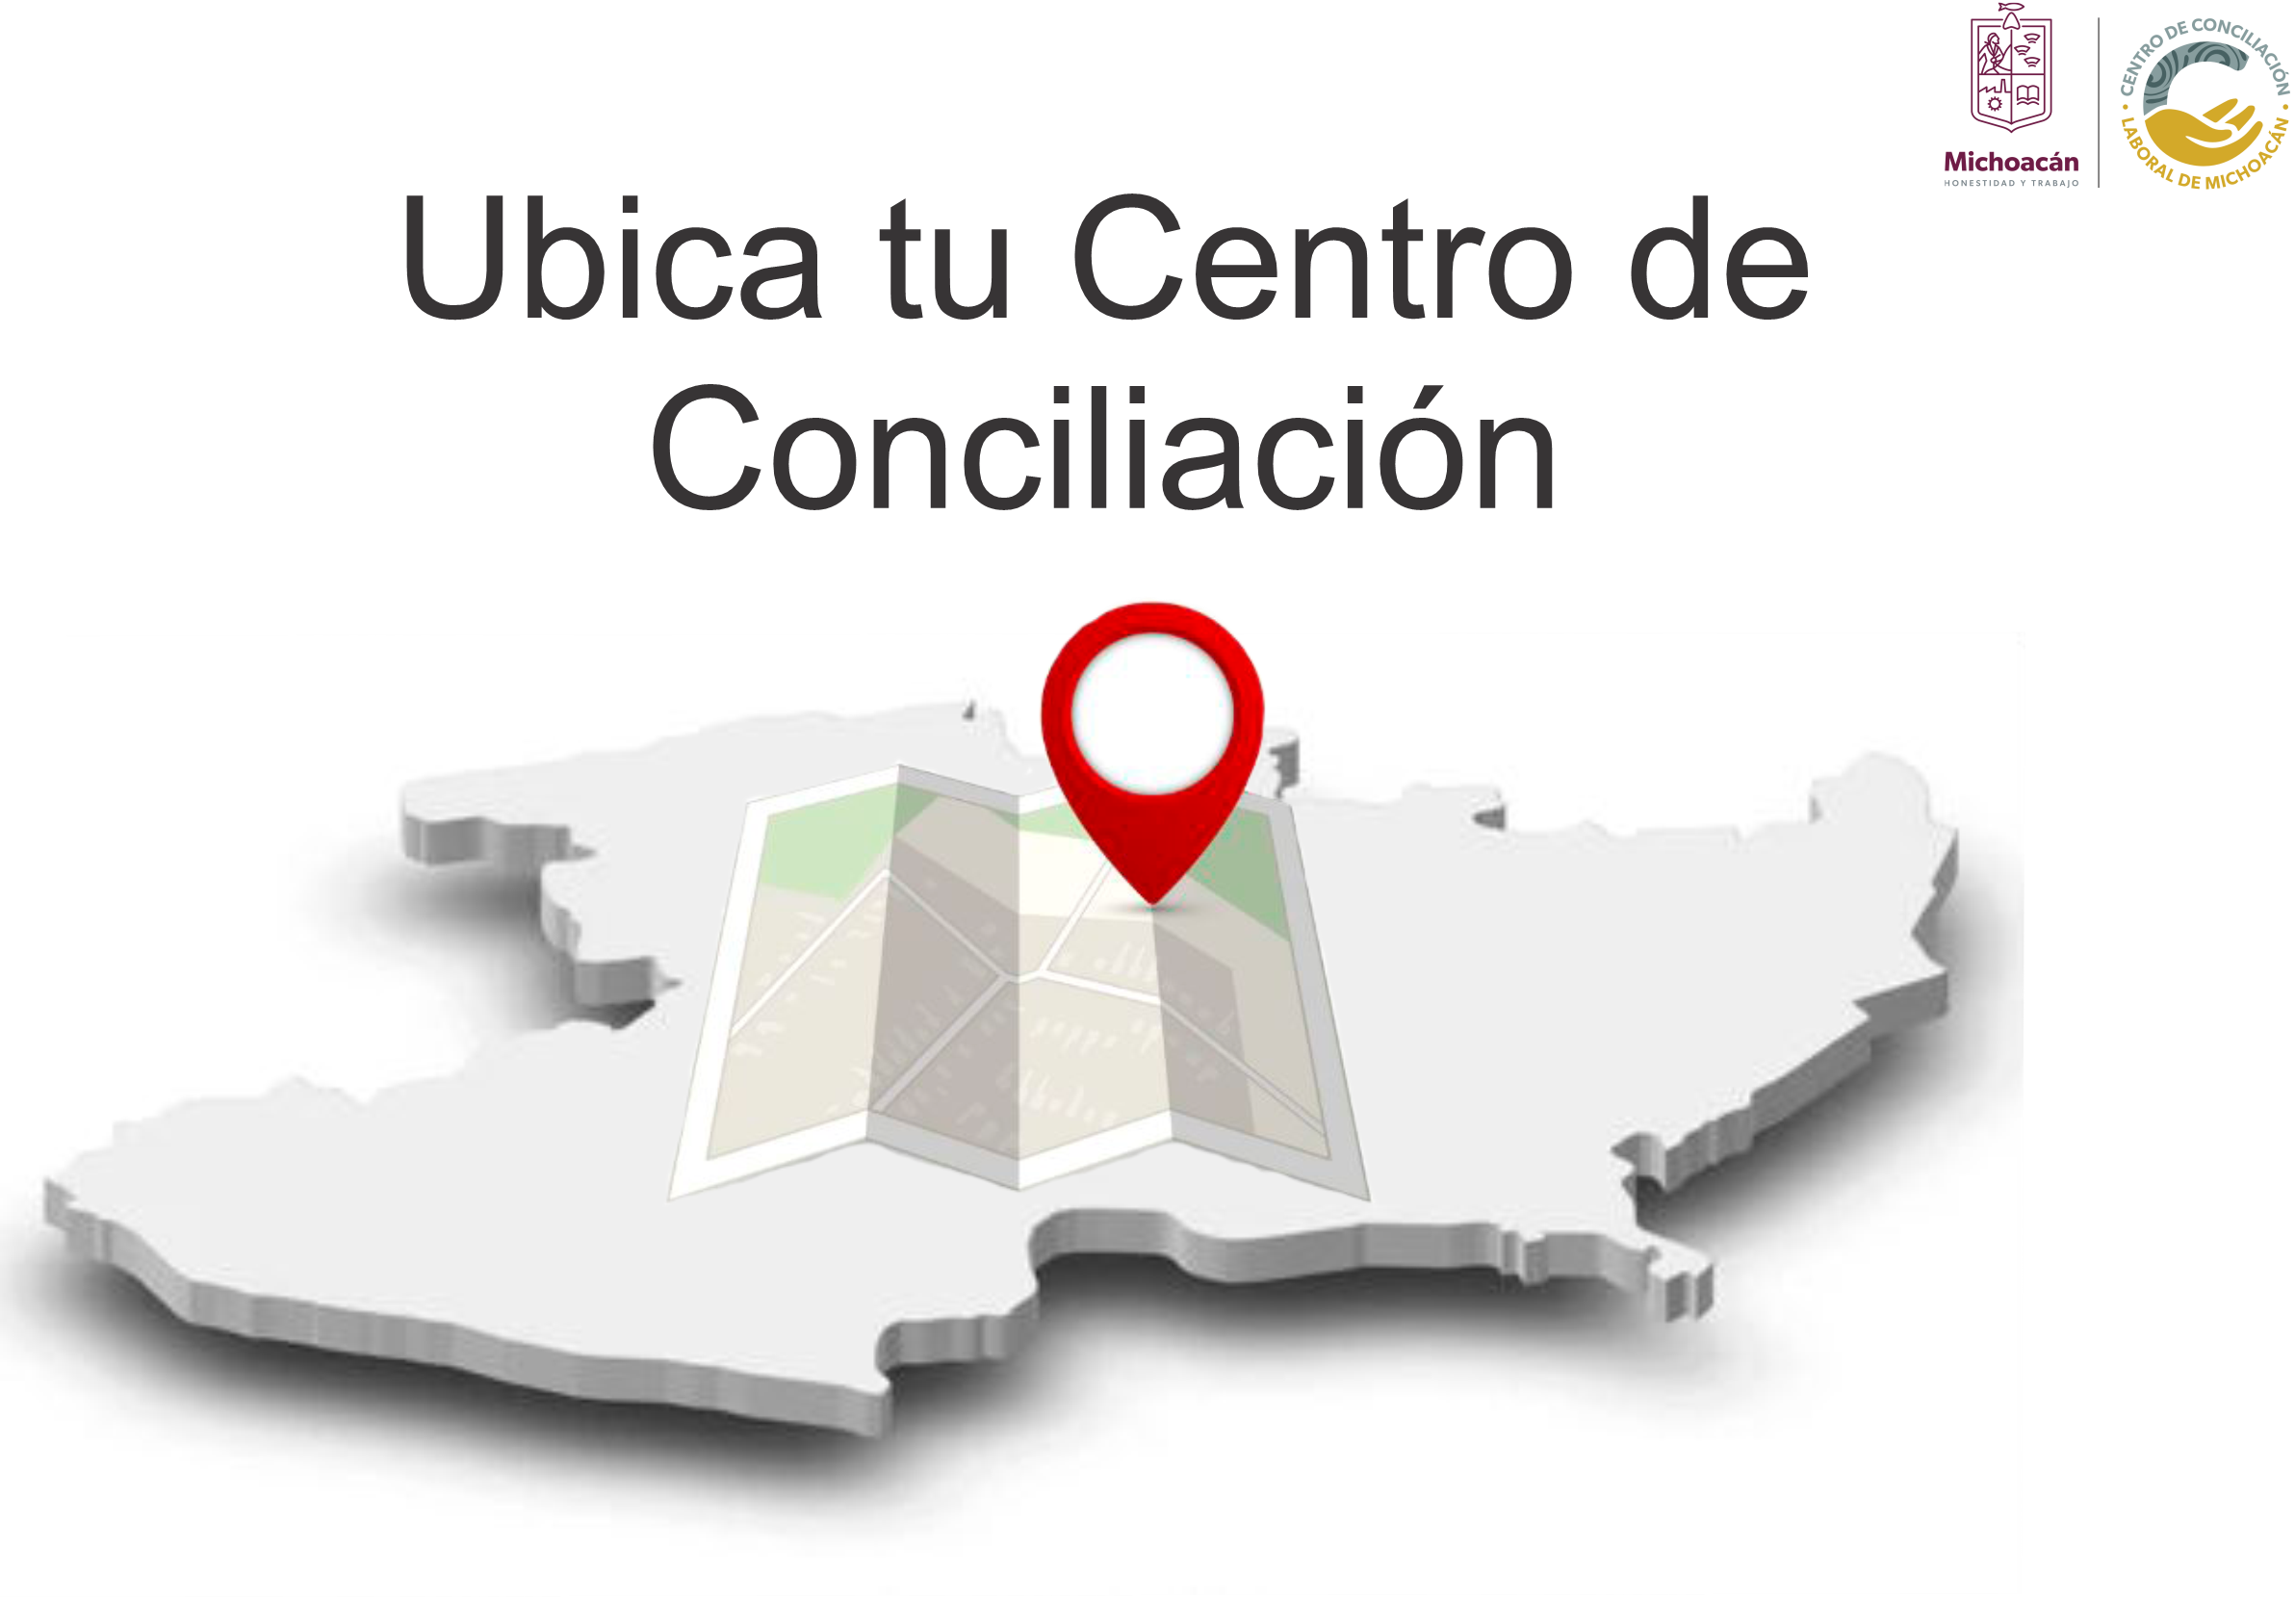 Michoacán
HONESTIDAD Y TRABAJO
CENTRO DE CONCILIACIÓN
LABORAL DE MICHOACÁN
Ubica tu Centro de
Conciliación